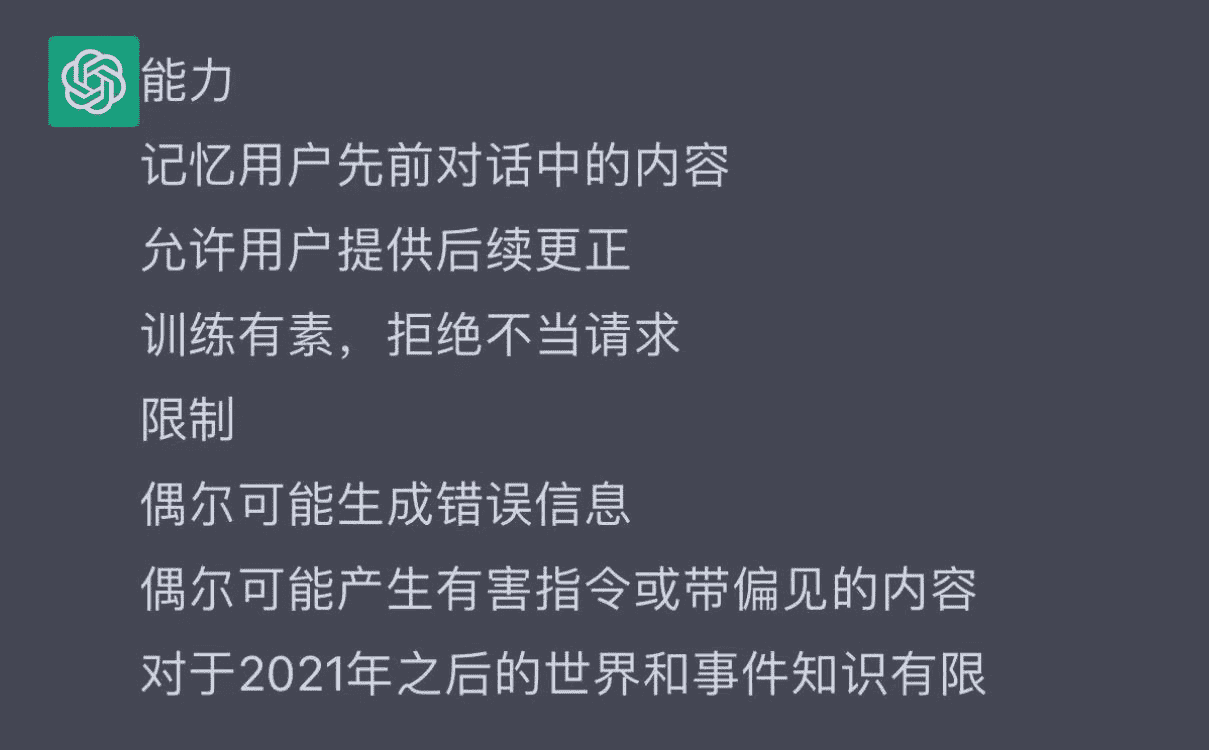 能力
记忆用户先前对话中的内容
允许用户提供后续更正
训练有素，拒绝不当请求
限制
偶尔可能生成错误信息
偶尔可能产生有害指令或带偏见的内容
对于2021年之后的世界和事件知识有限